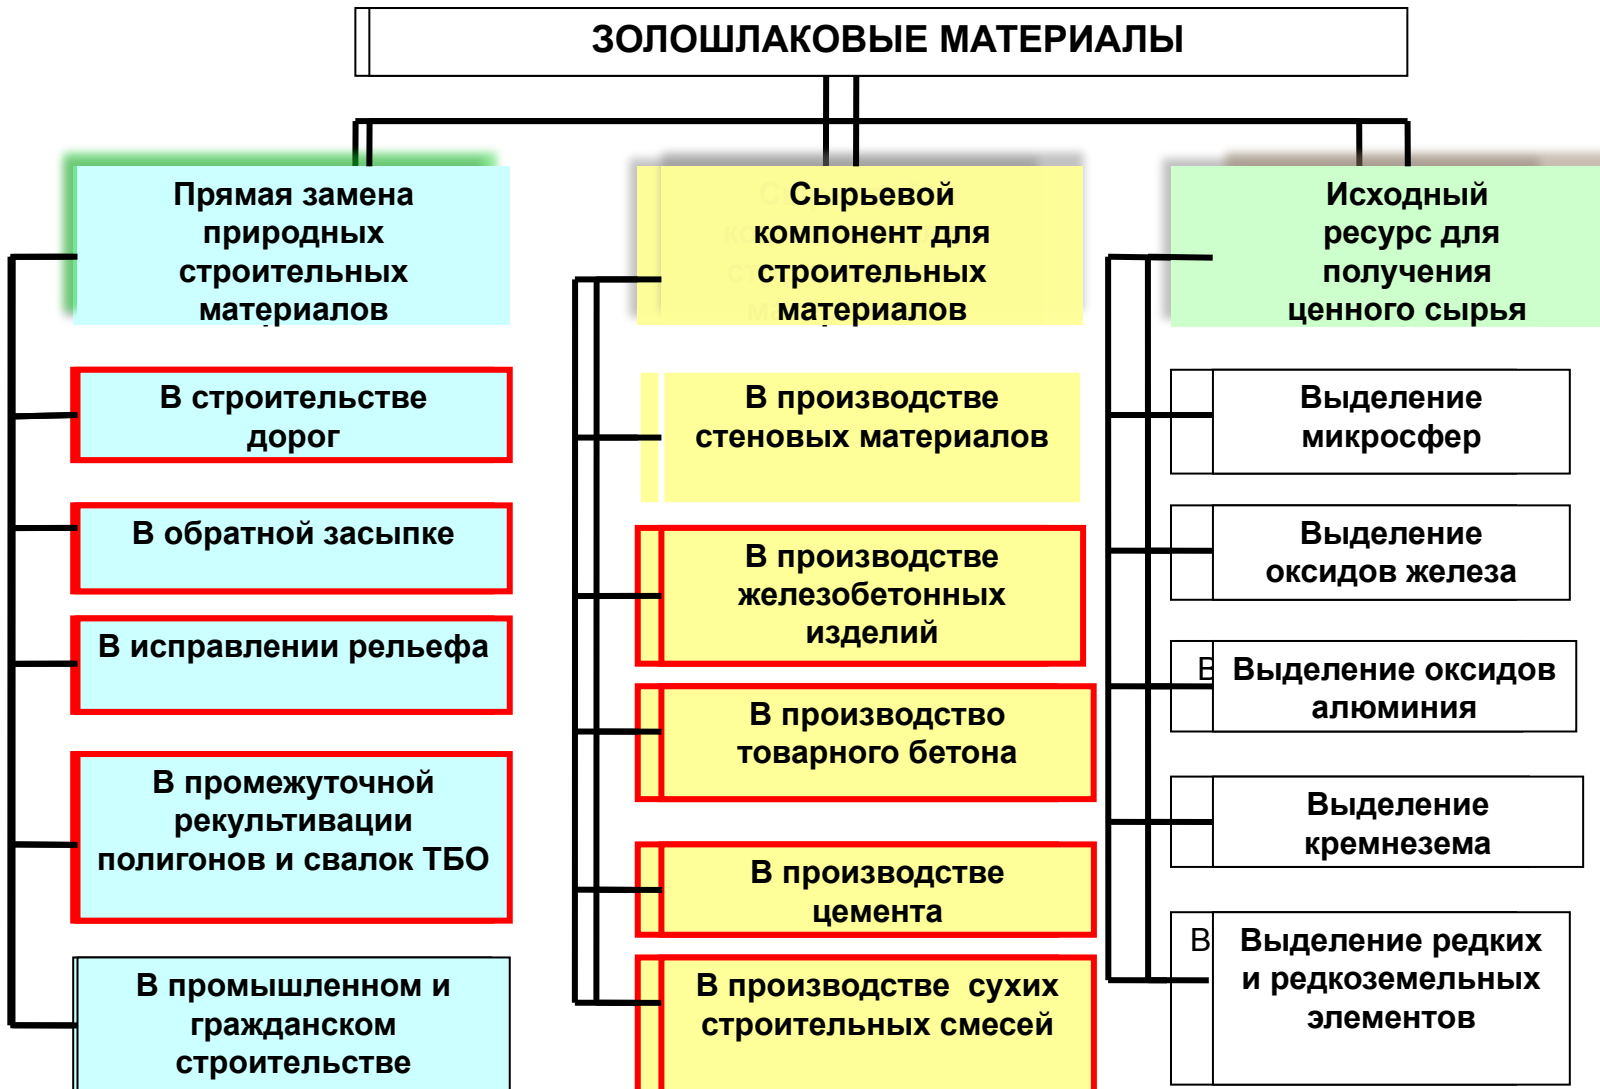 ЗОЛОШЛАКОВЫЕ МАТЕРИАЛЫ
Прямая замена
природных
строительных
материалов
В строительстве
дорог
В обратной засыпке
В исправлении рельефа
В промежуточной
рекультивации
полигонов и свалок ТБО
В промышленном и
гражданском
строительстве
Сырьевой
компонент для
строительных
материалов
В производстве
стеновых материалов
В производстве
железобетонных
изделий
В производство
товарного бетона
В производстве
цемента
В производстве сухих
строительных смесей
Исходный
ресурс для
получения
ценного сырья
Выделение
микросфер
Выделение
оксидов железа
В
Выделение оксидов
алюминия
Выделение
кремнезема
В
Выделение редких
и редкоземельных
элементов